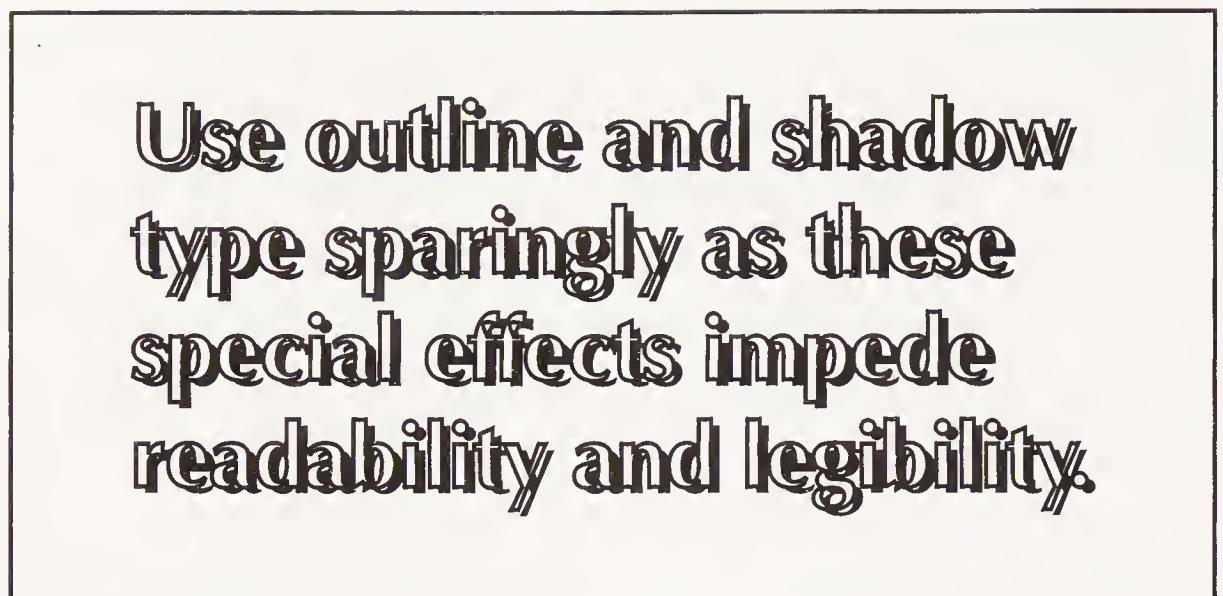 Use outline and shadow
type sparingly as these
special effects impede
readability and legibility.